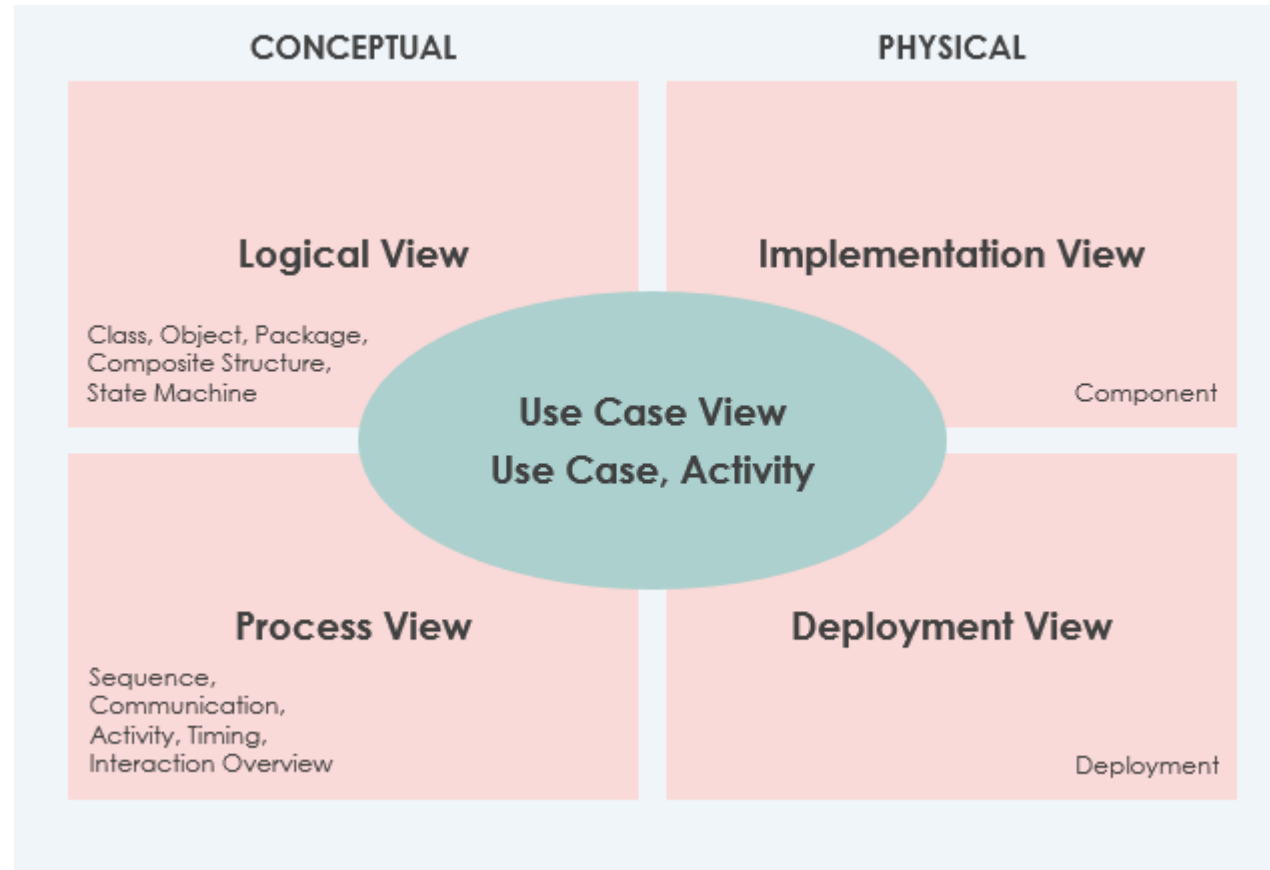 CONCEPTUAL
PHYSICAL
Logical View
Class, Object, Package,
Composite Structure,
State Machine
Implementation View
Component
Use Case View
Use Case, Activity
Process View
Sequence,
Communication,
Activity, Timing,
Interaction Overview
Deployment View
Deployment